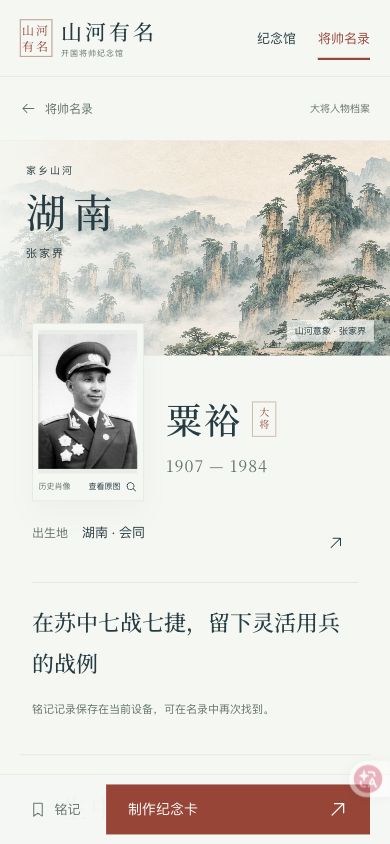 山河
有名
山河有名
开国将帅纪念馆
纪念馆
将帅名录
将帅名录
大将人物档案
家乡山河
湖南
张家界
山河意象·张家界
粟裕
大将
1907 — 1984
历史肖像
查看原图
出生地
湖南·会同
在苏中七战七捷，留下灵活用兵
的战例
铭记记录保存在当前设备，可在名录中再次找到。
铭记
制作纪念卡